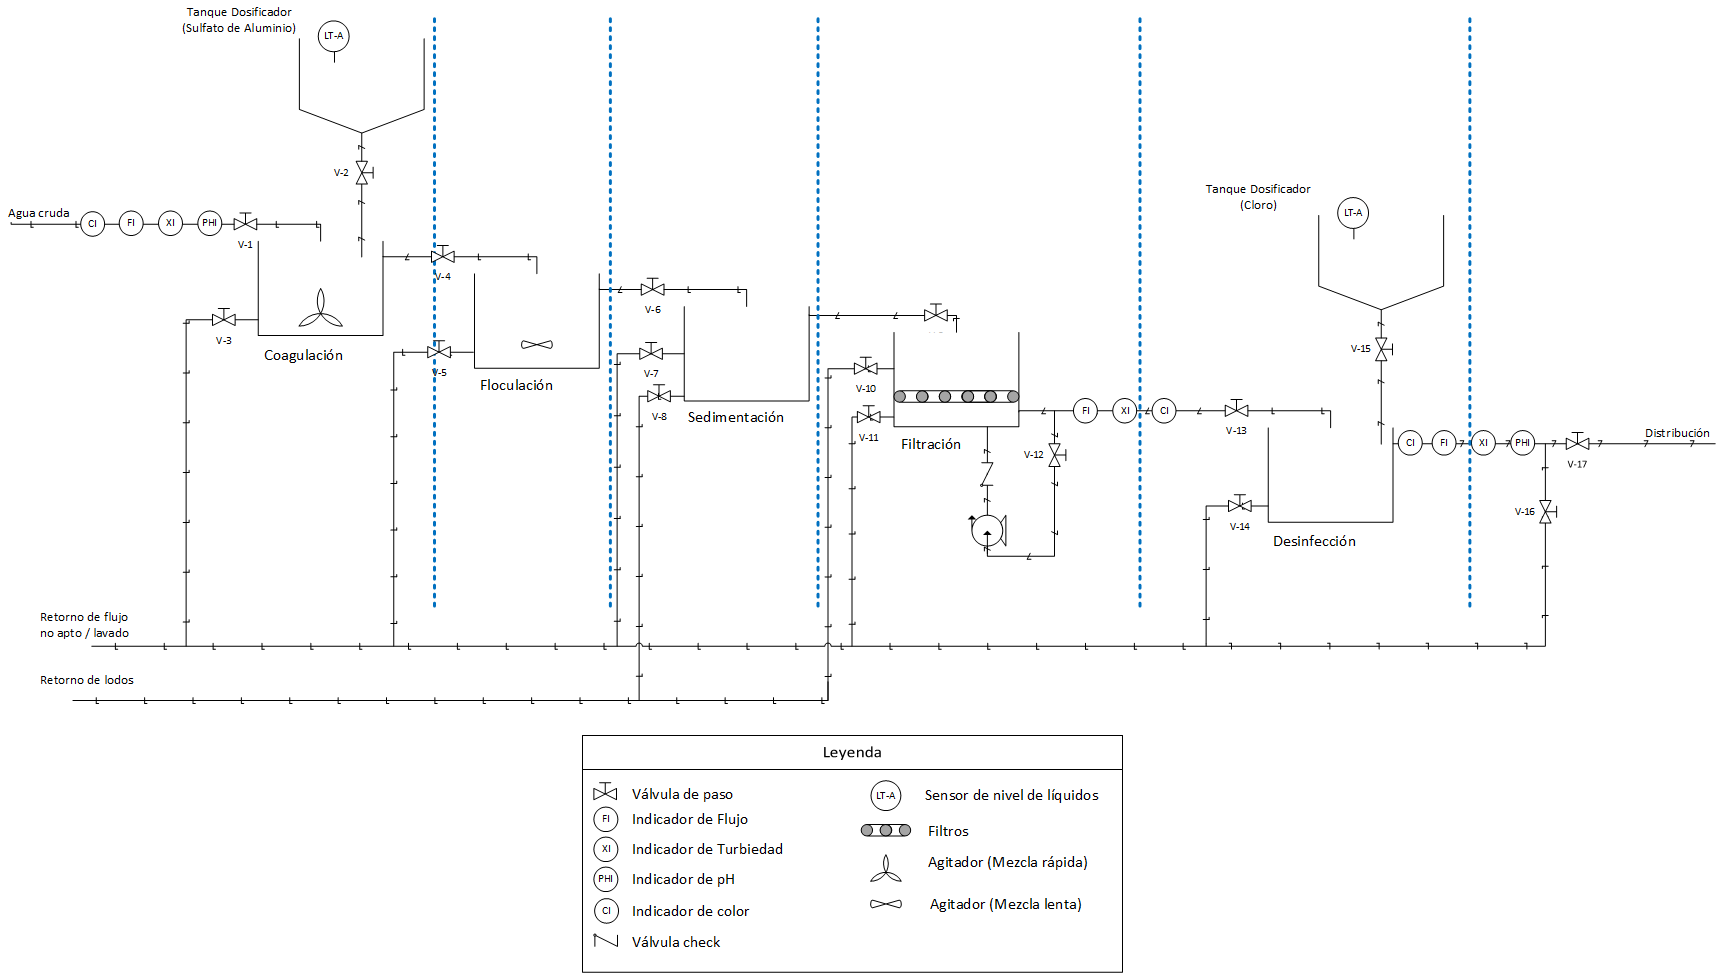 Tanque Dosificador
(Sulfato de Aluminio)
LT-A
V-2
Agua cruda
CI
FI
XI
PHI
V-1
V-3
Coagulación
V-4
V-5
Floculación
V-6
V-7
V-8
Sedimentación
V-10
V-11
Filtración
V-12
FI
XI
CI
V-13
Tanque Dosificador
(Cloro)
LT-A
V-15
V-14
Desinfección
CI
FI
XI
PHI
V-16
V-17
Distribución
Retorno de flujo
no apto / lavado
Retorno de lodos
Leyenda
Válvula de paso
FI
Indicador de Flujo
XI
Indicador de Turbiedad
PHI
Indicador de pH
CI
Indicador de color
Válvula check
LT-A
Sensor de nivel de líquidos
Filtros
Agitador (Mezcla rápida)
Agitador (Mezcla lenta)